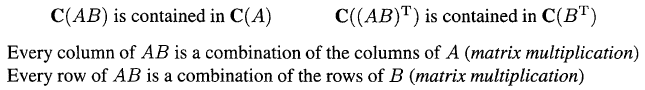 C(AB) is contained in C(A) C((AB)ᵀ) is contained in C(Bᵀ)
Every column of AB is a combination of the columns of A (matrix multiplication)
Every row of AB is a combination of the rows of B (matrix multiplication)